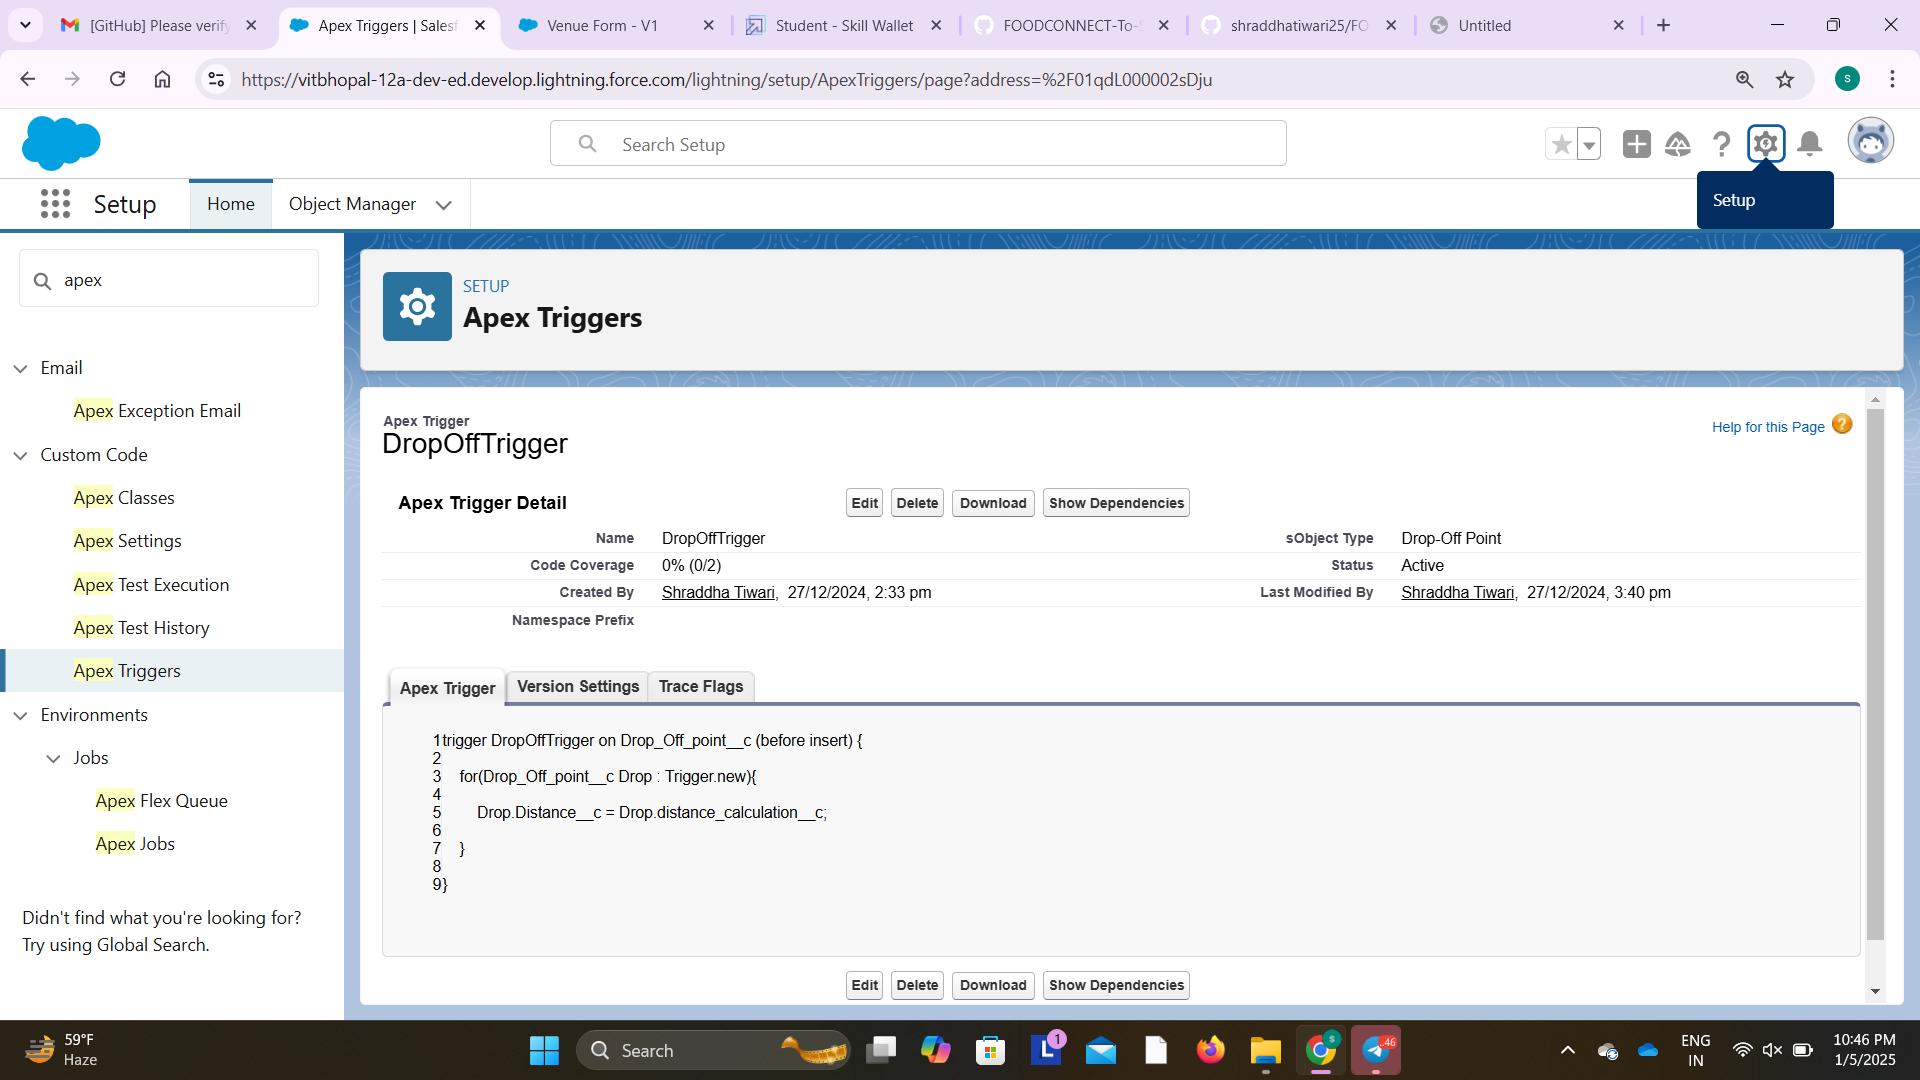 [GitHub] Please verify
Apex Triggers | Salesf
Venue Form - V1
Student - Skill Wallet
FOODCONNECT-To-S
shraddhatiwari25/FO
Untitled
https://vitbhopal-12a-dev-ed.develop.lightning.force.com/lightning/setup/ApexTriggers/page?address=%2F01qdL000002sDju
S
Search Setup
Setup
Home
Object Manager
Setup
apex
Email
Apex Exception Email
Custom Code
Apex Classes
Apex Settings
Apex Test Execution
Apex Test History
Apex Triggers
Environments
Jobs
Apex Flex Queue
Apex Jobs
Didn't find what you're looking for?
Try using Global Search.
SETUP
Apex Triggers
Apex Trigger
DropOffTrigger
Help for this Page ?
Apex Trigger Detail
Edit Delete Download Show Dependencies
Name DropOffTrigger sObject Type Drop-Off Point
Code Coverage 0% (0/2) Status Active
Created By Shraddha Tiwari, 27/12/2024, 2:33 pm Last Modified By Shraddha Tiwari, 27/12/2024, 3:40 pm
Namespace Prefix
Apex Trigger Version Settings Trace Flags
1 trigger DropOffTrigger on Drop_Off_point__c (before insert) {
2
3 for(Drop_Off_point__c Drop : Trigger.new){
4
5 Drop.Distance__c = Drop.distance_calculation__c;
6
7 }
8
9 }
Edit Delete Download Show Dependencies
59°F
Haze
Search
L
1
S
.46
ENG
IN
10:46 PM
1/5/2025